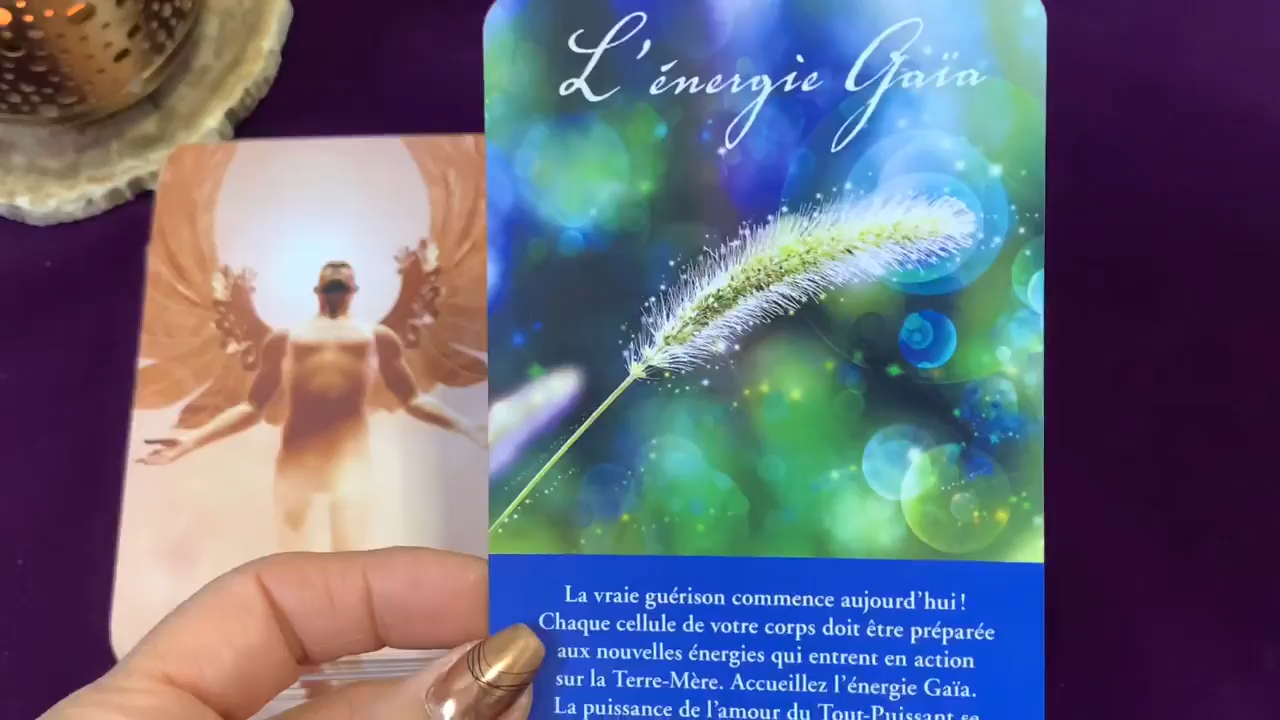 L'énergie Gaïa
La vraie guérison commence aujourd'hui!
Chaque cellule de votre corps doit être préparée
aux nouvelles énergies qui entrent en action
sur la Terre-Mère. Accueillez l'énergie Gaïa.
La puissance de l'amour du Tout-Puissant se